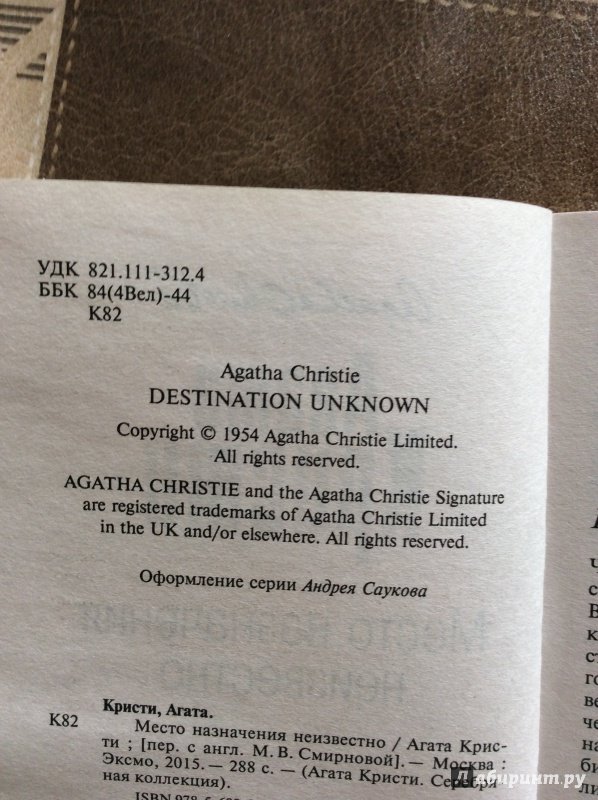 УДК 821.111-312.4
ББК 84(4Вел)-44
К82
Agatha Christie
DESTINATION UNKNOWN
Copyright © 1954 Agatha Christie Limited.
All rights reserved.
AGATHA CHRISTIE and the Agatha Christie Signature
are registered trademarks of Agatha Christie Limited
in the UK and/or elsewhere. All rights reserved.
Оформление серии Андрея Саукова
Кристи, Агата.
К82 Место назначения неизвестно / Агата Крис-
ти ; [пер. с англ. М. В. Смирновой].— Москва :
Эксмо, 2015.— 288 с. — (Агата Кристи. Серебря
ная коллекция).
ISBN
Лабиринт.ру